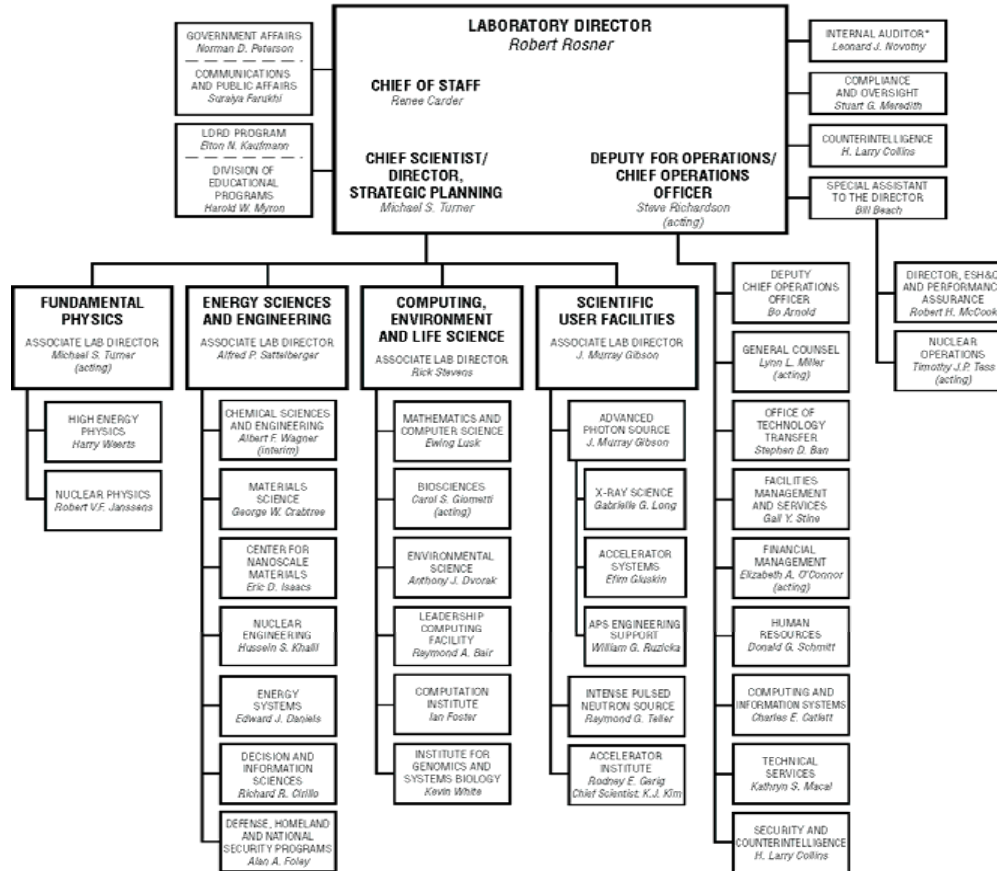 LABORATORY DIRECTOR
Robert Rosner
CHIEF OF STAFF
Renee Carder
CHIEF SCIENTIST/
DIRECTOR,
STRATEGIC PLANNING
Michael S. Turner
DEPUTY FOR OPERATIONS/
CHIEF OPERATIONS
OFFICER
Steve Richardson
(acting)
GOVERNMENT AFFAIRS
Norman D. Peterson
COMMUNICATIONS
AND PUBLIC AFFAIRS
Suraiya Farukhi
LDRD PROGRAM
Elton N. Kaufmann
DIVISION OF
EDUCATIONAL
PROGRAMS
Harold W. Myron
INTERNAL AUDITOR*
Leonard J. Novotny
COMPLIANCE
AND OVERSIGHT
Stuart G. Meredith
COUNTERINTELLIGENCE
H. Larry Collins
SPECIAL ASSISTANT
TO THE DIRECTOR
Bill Beach
DIRECTOR, ESH&Q
AND PERFORMANCE
ASSURANCE
Robert H. McCook
NUCLEAR
OPERATIONS
Timothy J.P. Tess
(acting)
FUNDAMENTAL
PHYSICS
ASSOCIATE LAB DIRECTOR
Michael S. Turner
(acting)
HIGH ENERGY
PHYSICS
Harry Weerts
NUCLEAR PHYSICS
Robert V.F. Janssens
ENERGY SCIENCES
AND ENGINEERING
ASSOCIATE LAB DIRECTOR
Alfred P. Sattelberger
CHEMICAL SCIENCES
AND ENGINEERING
Albert F. Wagner
(interim)
MATERIALS
SCIENCE
George W. Crabtree
CENTER FOR
NANOSCALE
MATERIALS
Eric D. Isaacs
NUCLEAR
ENGINEERING
Hussein S. Khalil
ENERGY
SYSTEMS
Edward J. Daniels
DECISION AND
INFORMATION
SCIENCES
Richard R. Cirillo
DEFENSE, HOMELAND
AND NATIONAL
SECURITY PROGRAMS
Alan A. Foley
COMPUTING,
ENVIRONMENT
AND LIFE SCIENCE
ASSOCIATE LAB DIRECTOR
Rick Stevens
MATHEMATICS AND
COMPUTER SCIENCE
Ewing Lusk
BIOSCIENCES
Carol S. Giometti
(acting)
ENVIRONMENTAL
SCIENCE
Anthony J. Dvorak
LEADERSHIP
COMPUTING
FACILITY
Raymond A. Bair
COMPUTATION
INSTITUTE
Ian Foster
INSTITUTE FOR
GENOMICS AND
SYSTEMS BIOLOGY
Kevin White
SCIENTIFIC
USER FACILITIES
ASSOCIATE LAB DIRECTOR
J. Murray Gibson
ADVANCED
PHOTON SOURCE
J. Murray Gibson
X-RAY SCIENCE
Gabrielle G. Long
ACCELERATOR
SYSTEMS
Efim Gluskin
APS ENGINEERING
SUPPORT
William G. Ruzicka
INTENSE PULSED
NEUTRON SOURCE
Raymond G. Teller
ACCELERATOR
INSTITUTE
Rodney E. Gerig
Chief Scientist: K.J. Kim
DEPUTY
CHIEF OPERATIONS
OFFICER
Bo Arnold
GENERAL COUNSEL
Lynn L. Miller
(acting)
OFFICE OF
TECHNOLOGY
TRANSFER
Stephen D. Ban
FACILITIES
MANAGEMENT
AND SERVICES
Gail Y. Stine
FINANCIAL
MANAGEMENT
Elizabeth A. O'Connor
(acting)
HUMAN
RESOURCES
Donald G. Schmitt
COMPUTING AND
INFORMATION SYSTEMS
Charles E. Catlett
TECHNICAL
SERVICES
Kathryn S. Macal
SECURITY AND
COUNTERINTELLIGENCE
H. Larry Collins